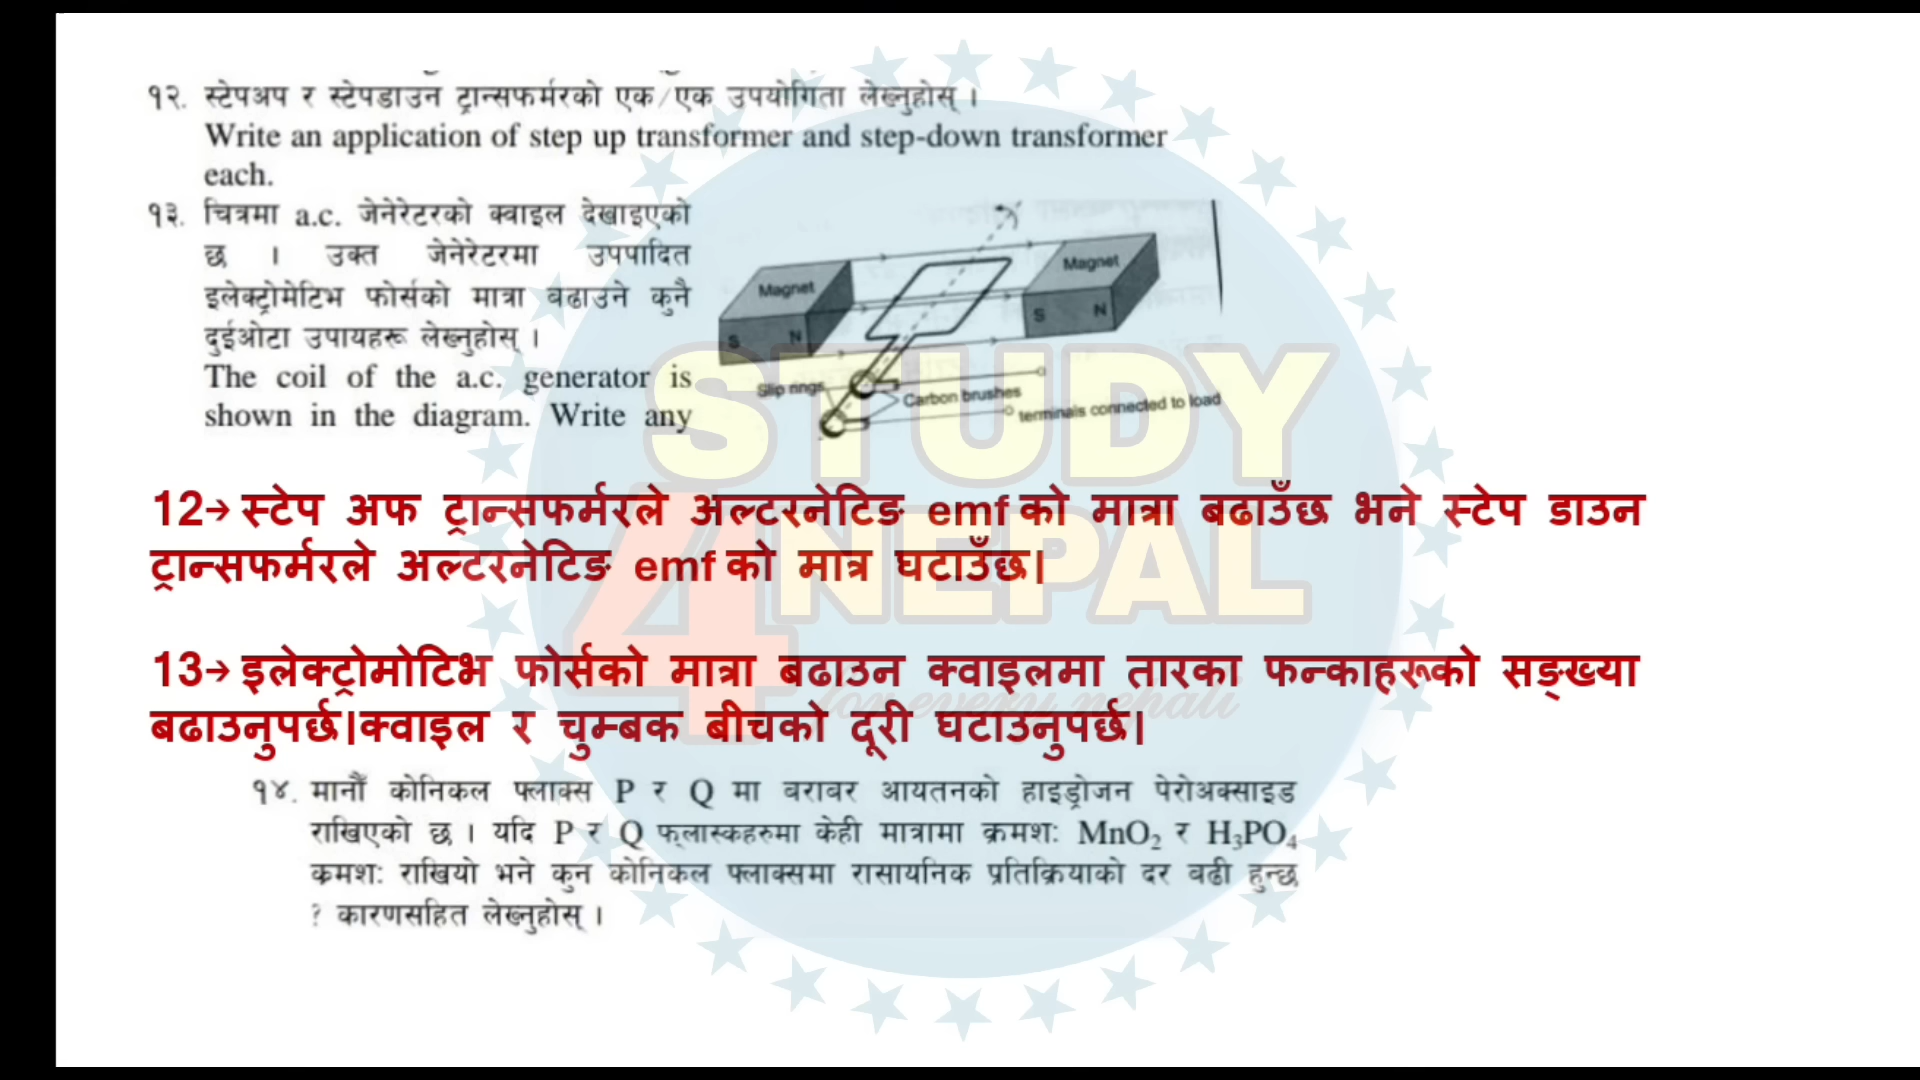 १२. स्टेपअप र स्टेपडाउन ट्रान्सफर्मरको एक/एक उपयोगिता लेख्नुहोस् ।
Write an application of step up transformer and step-down transformer
each.
१३. चित्रमा a.c. जेनेरेटरको क्वाइल देखाइएको
छ । उक्त जेनेरेटरमा उपपादित
इलेक्ट्रोमेटिभ फोर्सको मात्रा बढाउने कुनै
दुईओटा उपायहरू लेख्नुहोस् ।
The coil of the a.c. generator is
shown in the diagram. Write any
Magnet
S
N
Magnet
S
N
Slip rings
Carbon brushes
terminals connected to load
STUDY
4
NEPAL
for every nepali
12→ स्टेप अफ ट्रान्सफर्मरले अल्टरनेटिङ emf को मात्रा बढाउँछ भने स्टेप डाउन
ट्रान्सफर्मरले अल्टरनेटिङ emf को मात्र घटाउँछ।
13→ इलेक्ट्रोमोटिभ फोर्सको मात्रा बढाउन क्वाइलमा तारका फन्काहरूको सङ्ख्या
बढाउनुपर्छ।क्वाइल र चुम्बक बीचको दूरी घटाउनुपर्छ।
१४. मानौँ कोनिकल फ्लाक्स P र Q मा बराबर आयतनको हाइड्रोजन पेरोअक्साइड
राखिएको छ । यदि P र Q फ्लास्कहरुमा केही मात्रामा क्रमश: MnO₂ र H₃PO₄
क्रमश: राखियो भने कुन कोनिकल फ्लाक्समा रासायनिक प्रतिक्रियाको दर बढी हुन्छ
? कारणसहित लेख्नुहोस् ।